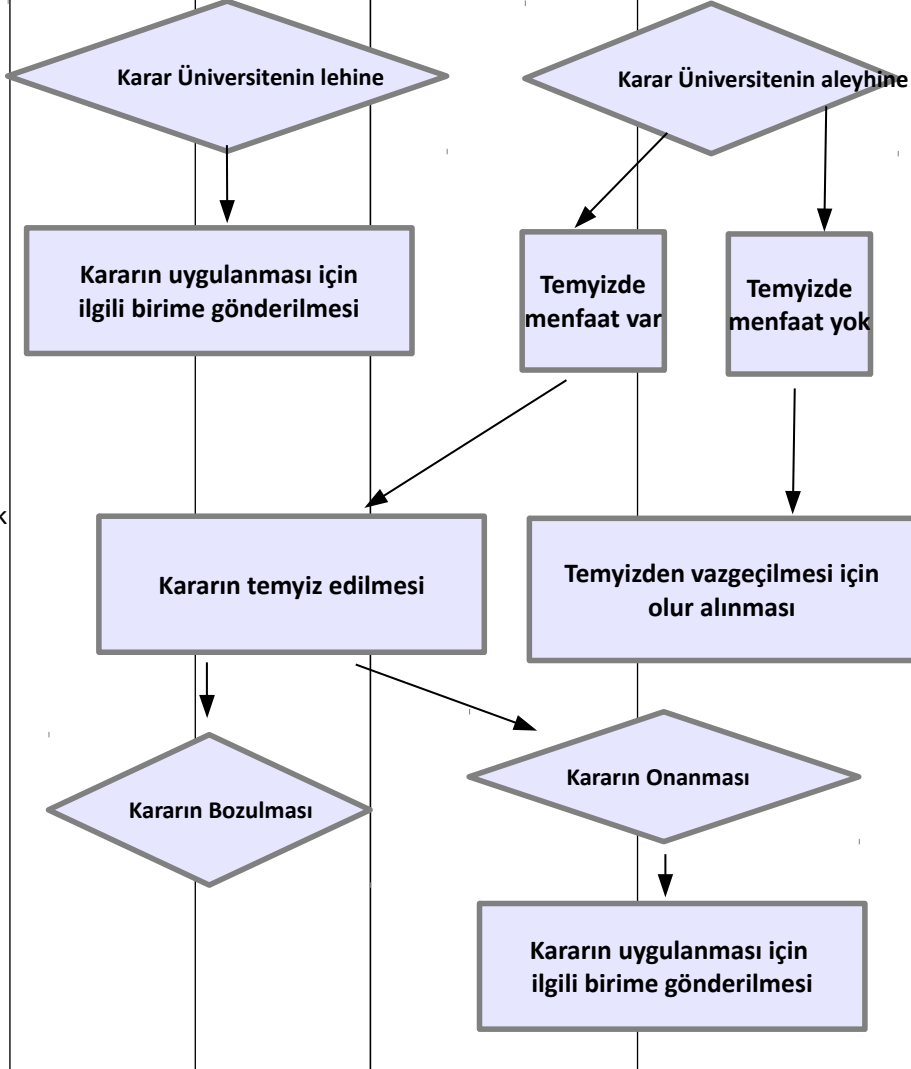 Karar Üniversitenin lehine
Karar Üniversitenin aleyhine
Kararın uygulanması için
ilgili birime gönderilmesi
Temyizde
menfaat var
Temyizde
menfaat yok
k
Kararın temyiz edilmesi
Temyizden vazgeçilmesi için
olur alınması
Kararın Bozulması
Kararın Onanması
Kararın uygulanması için
ilgili birime gönderilmesi